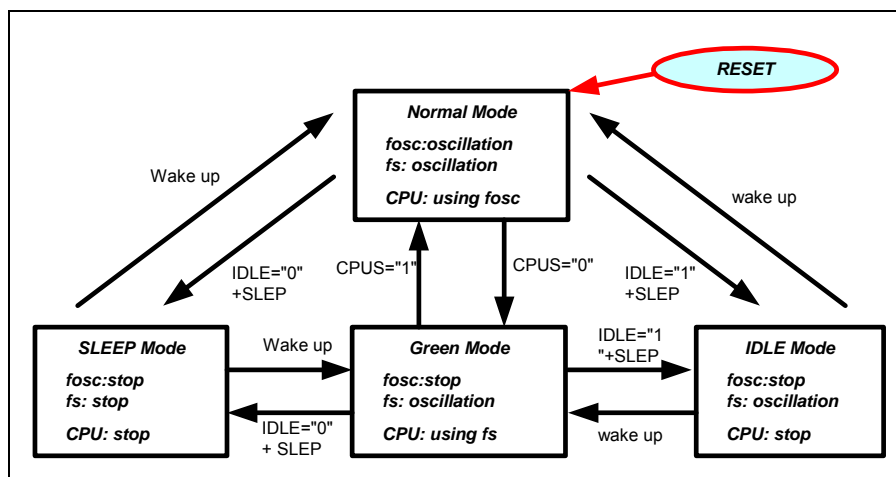 RESET
Normal Mode
fosc:oscillation
fs: oscillation
CPU: using fosc
Wake up
wake up
IDLE="0"
+SLEP
CPUS="1"
CPUS="0"
IDLE="1"
+SLEP
SLEEP Mode
fosc:stop
fs: stop
CPU: stop
Wake up
IDLE="0"
+ SLEP
Green Mode
fosc:stop
fs: oscillation
CPU: using fs
IDLE="1
"+SLEP
wake up
IDLE Mode
fosc:stop
fs: oscillation
CPU: stop